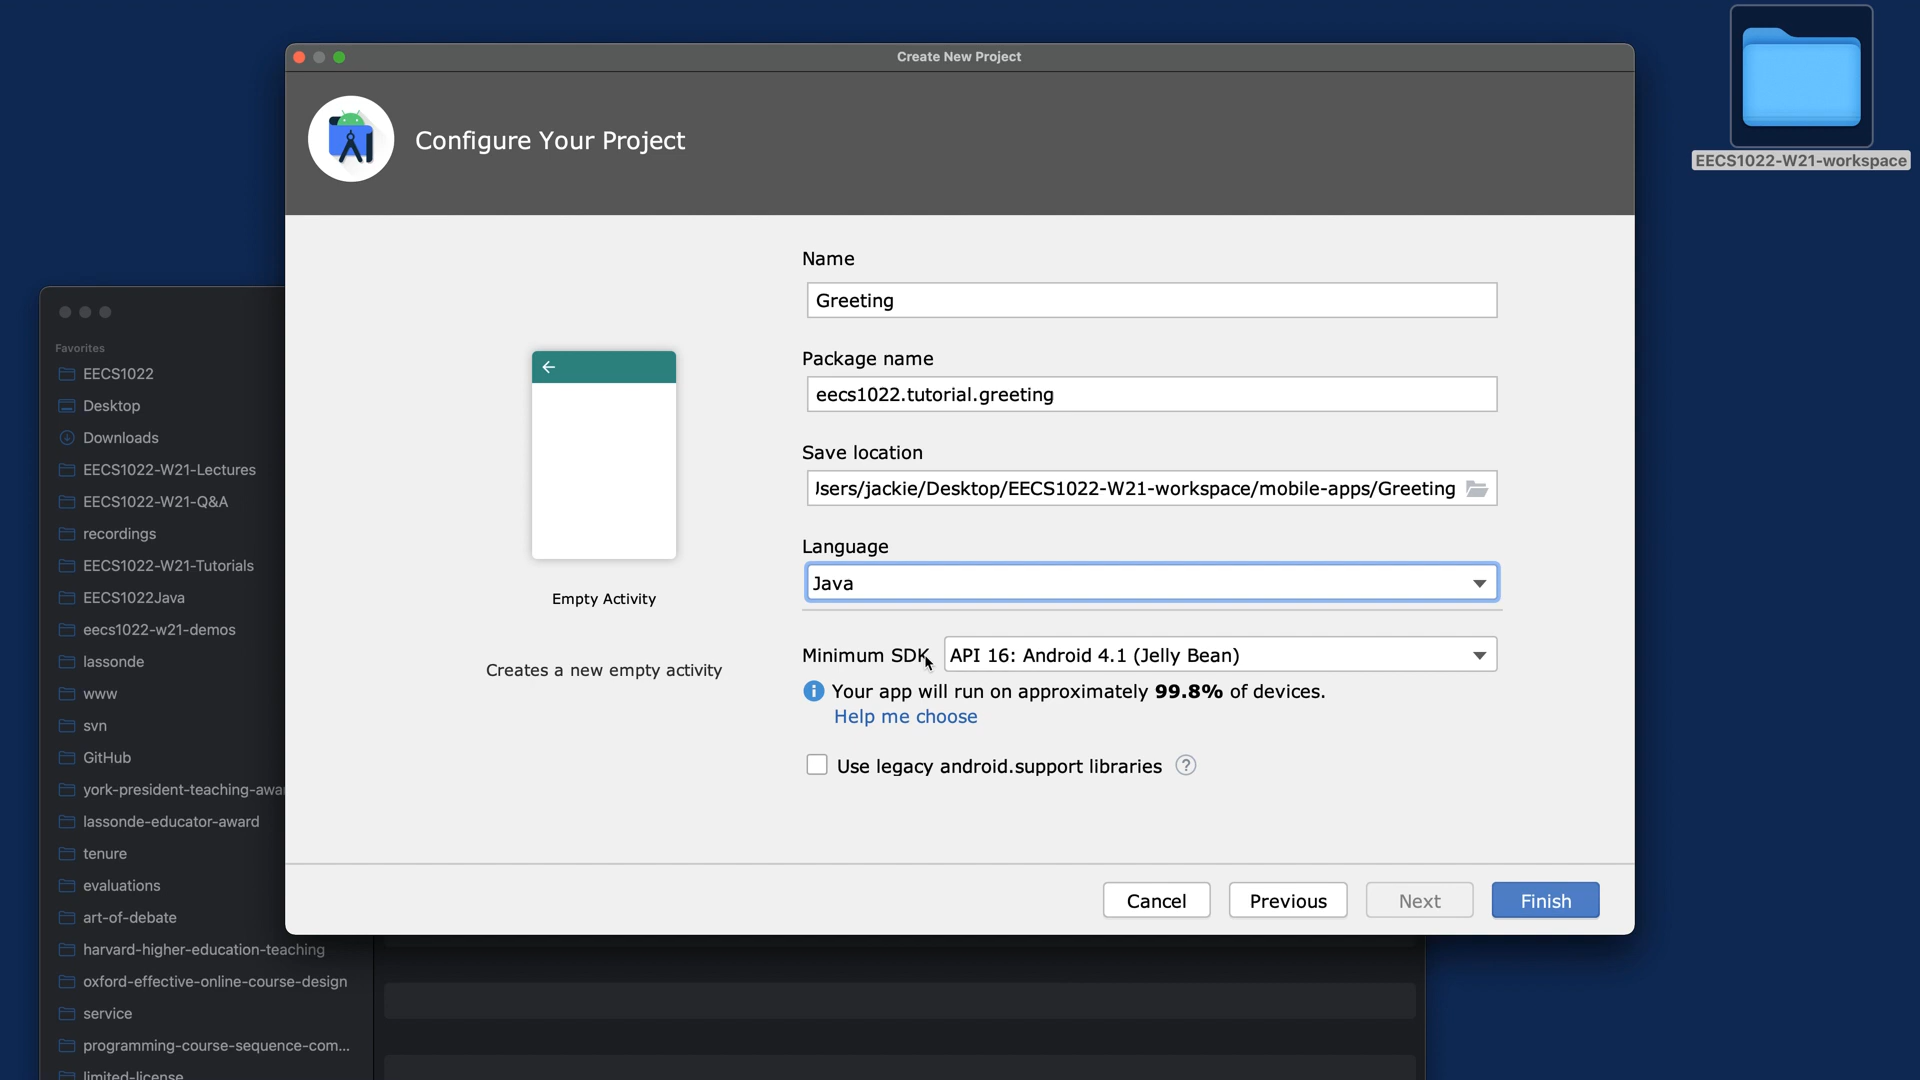 Create New Project
EECS1022-W21-workspace
Configure Your Project
Name
Greeting
Package name
eecs1022.tutorial.greeting
Save location
Jsers/jackie/Desktop/EECS1022-W21-workspace/mobile-apps/Greeting
Language
Java
Minimum SDK
API 16: Android 4.1 (Jelly Bean)
Your app will run on approximately 99.8% of devices.
Help me choose
Use legacy android.support libraries
?
Empty Activity
Creates a new empty activity
Cancel
Previous
Next
Finish
Favorites
EECS1022
Desktop
Downloads
EECS1022-W21-Lectures
EECS1022-W21-Q&A
recordings
EECS1022-W21-Tutorials
EECS1022Java
eecs1022-w21-demos
lassonde
www
svn
GitHub
york-president-teaching-awar
lassonde-educator-award
tenure
evaluations
art-of-debate
harvard-higher-education-teaching
oxford-effective-online-course-design
service
programming-course-sequence-com...
limited-license